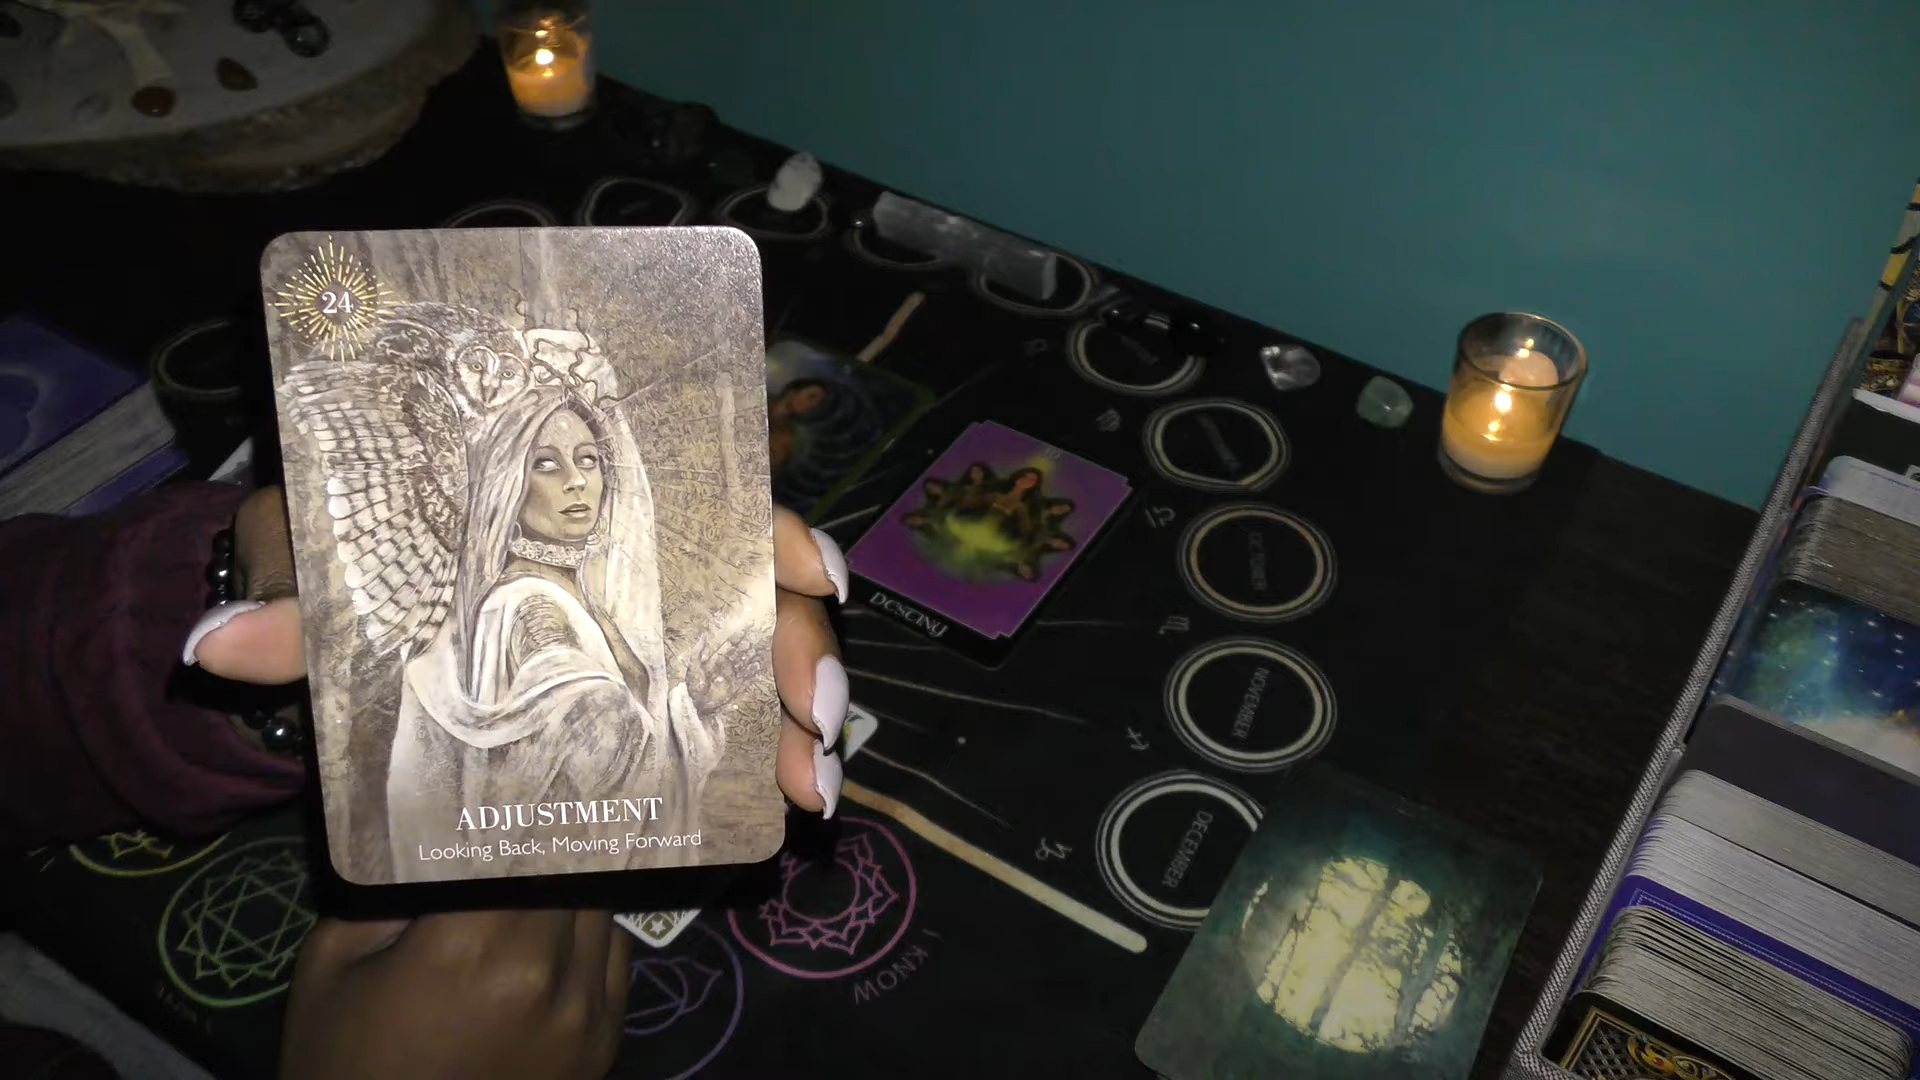 24
ADJUSTMENT
Looking Back, Moving Forward
DESTINY
OCTOBER
NOVEMBER
DECEMBER
I KNOW